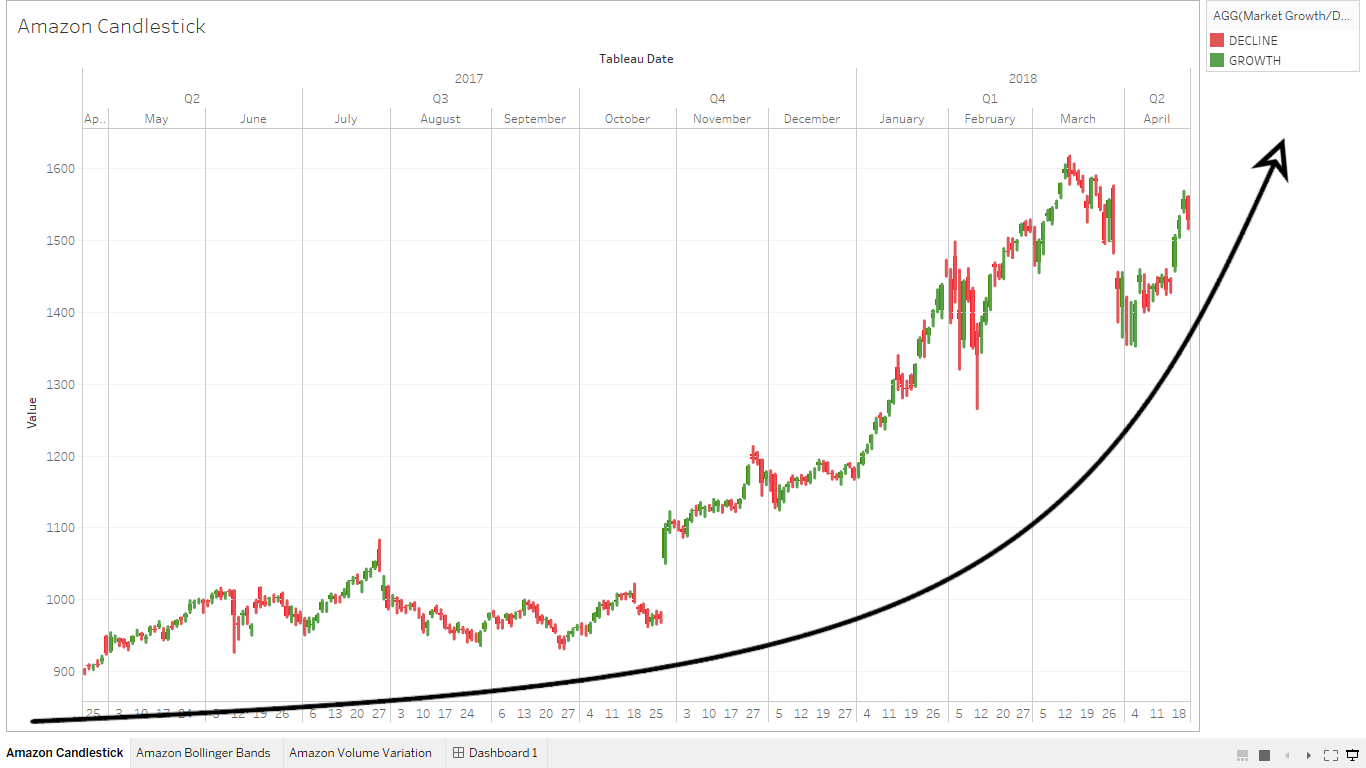 Amazon Candlestick
AGG(Market Growth/D...
DECLINE
GROWTH
Tableau Date
2017 2018
Q2 Q3 Q4 Q1 Q2
Ap.. May June July August September October November December January February March April
1600
1500
1400
1300
Value
1200
1100
1000
900
25 3 10 17 24 5 12 19 26 6 13 20 27 3 10 17 24 6 13 20 27 4 11 18 25 3 10 17 27 5 12 19 27 4 11 19 26 5 12 20 27 5 12 19 26 4 11 18
Amazon Candlestick Amazon Bollinger Bands Amazon Volume Variation Dashboard 1